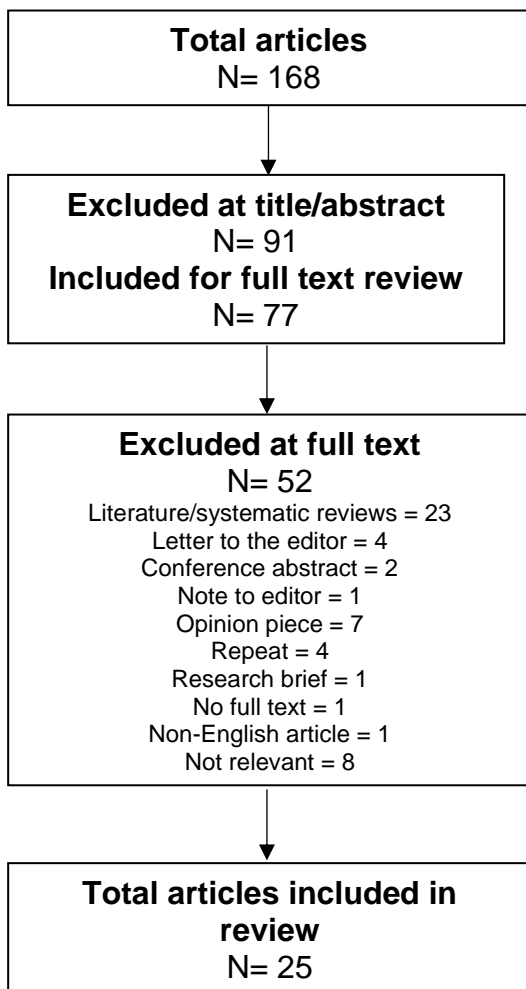 Total articles
N= 168
Excluded at title/abstract
N= 91
Included for full text review
N= 77
Excluded at full text
N= 52
Literature/systematic reviews = 23
Letter to the editor = 4
Conference abstract = 2
Note to editor = 1
Opinion piece = 7
Repeat = 4
Research brief = 1
No full text = 1
Non-English article = 1
Not relevant = 8
Total articles included in
review
N= 25